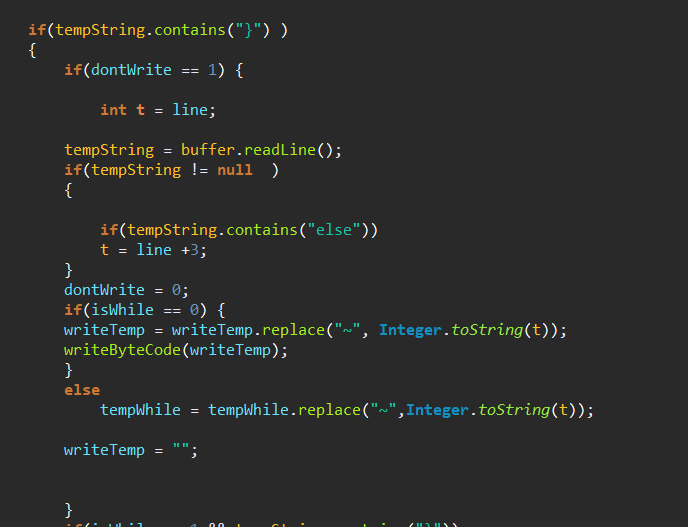 if(tempString.contains("}") )
{
if(dontWrite == 1) {
int t = line;
tempString = buffer.readLine();
if(tempString != null  )
{
if(tempString.contains("else"))
t = line +3;
}
dontWrite = 0;
if(isWhile == 0) {
writeTemp = writeTemp.replace("~", Integer.toString(t));
writeByteCode(writeTemp);
}
else
tempWhile = tempWhile.replace("~",Integer.toString(t));
writeTemp = "";
}